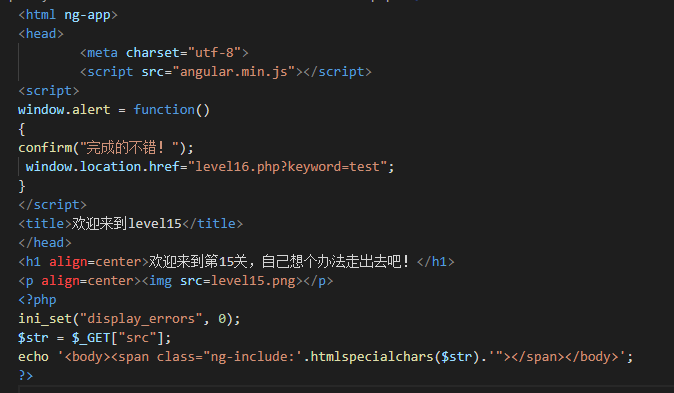 <html ng-app>
<head>
        <meta charset="utf-8">
        <script src="angular.min.js"></script>
<script>
window.alert = function()
{
confirm("完成的不错！");
 window.location.href="level16.php?keyword=test";
}
</script>
<title>欢迎来到level15</title>
</head>
<h1 align=center>欢迎来到第15关，自己想个办法走出去吧！</h1>
<p align=center><img src=level15.png></p>
<?php
ini_set("display_errors", 0);
$str = $_GET["src"];
echo '<body><span class="ng-include:'.htmlspecialchars($str).'"></span></body>';
?>